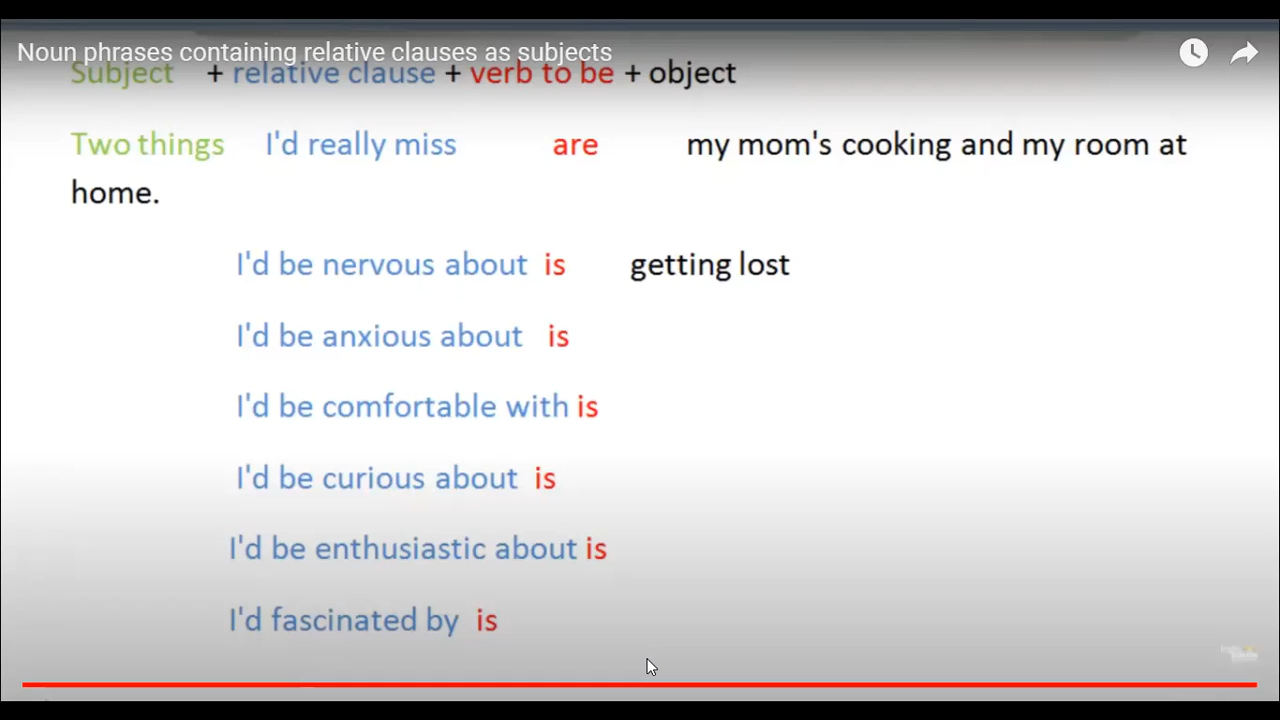 Noun phrases containing relative clauses as subjects
Subject + relative clause + verb to be + object
Two things I'd really miss are my mom's cooking and my room at
home.
I'd be nervous about is getting lost
I'd be anxious about is
I'd be comfortable with is
I'd be curious about is
I'd be enthusiastic about is
I'd fascinated by is